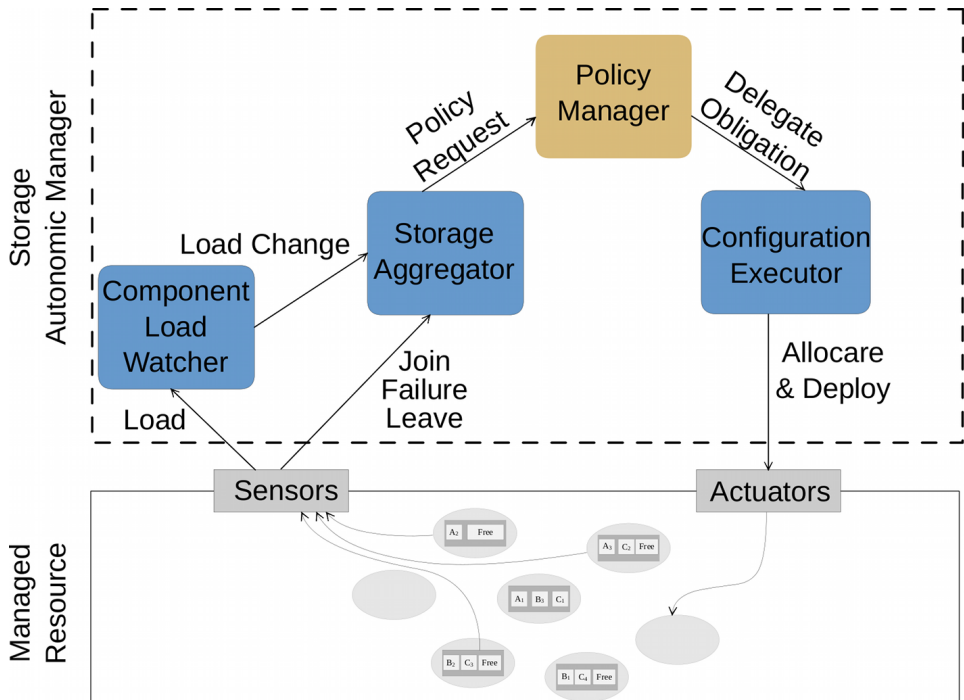 Storage
Autonomic Manager
Policy
Manager
Policy
Request
Delegate
Obligation
Storage
Aggregator
Configuration
Executor
Load Change
Component
Load
Watcher
Join
Failure
Leave
Allocare
& Deploy
Load
Sensors
Actuators
Managed
Resource
A2 Free
A3 C2 Free
A1 B3 C1
B2 C3 Free
B1 C4 Free